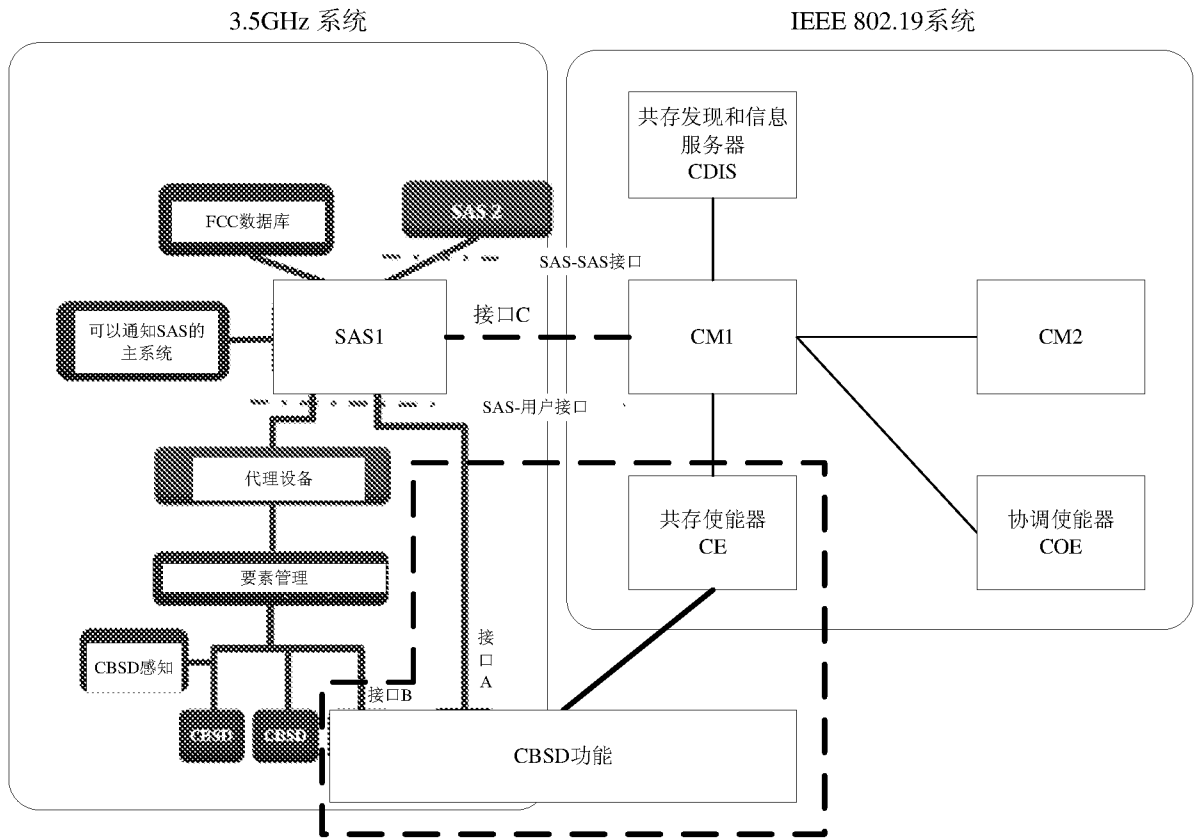 3.5GHz 系统
IEEE 802.19系统
共存发现和信息
服务器
CDIS
FCC数据库
SAS 2
SAS-SAS接口
可以通知SAS的
主系统
SAS1
接口C
CM1
CM2
SAS-用户接口
代理设备
共存使能器
CE
协调使能器
COE
要素管理
CBSD感知
接口B
接
口
A
CBSD
CBSD
CBSD功能